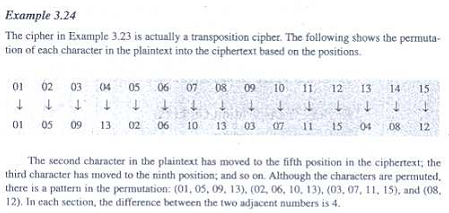 Example 3.24
The cipher in Example 3.23 is actually a transposition cipher. The following shows the permuta-
tion of each character in the plaintext into the ciphertext based on the positions.
01 02 03 04 05 06 07 08 09 10 11 12 13 14 15
↓ ↓ ↓ ↓ ↓ ↓ ↓ ↓ ↓ ↓ ↓ ↓ ↓ ↓ ↓
01 05 09 13 02 06 10 13 03 07 11 15 04 08 12
The second character in the plaintext has moved to the fifth position in the ciphertext; the
third character has moved to the ninth position; and so on. Although the characters are permuted,
there is a pattern in the permutation: (01, 05, 09, 13), (02, 06, 10, 13), (03, 07, 11, 15), and (08,
12). In each section, the difference between the two adjacent numbers is 4.